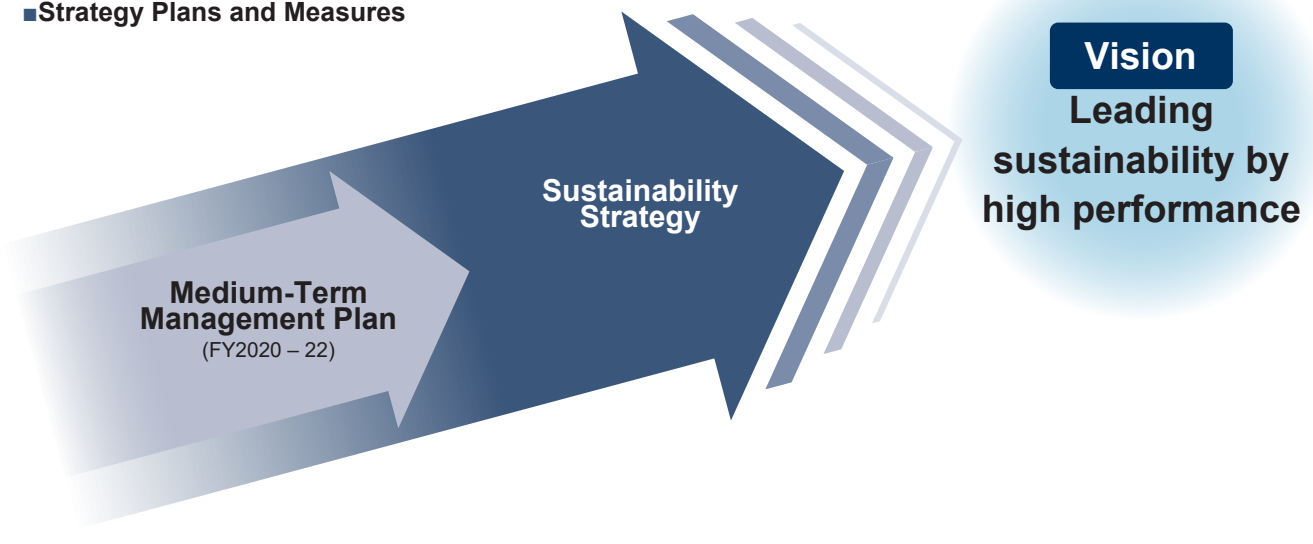 ■Strategy Plans and Measures
Vision
Leading
sustainability by
high performance
Sustainability
Strategy
Medium-Term
Management Plan
(FY2020 – 22)